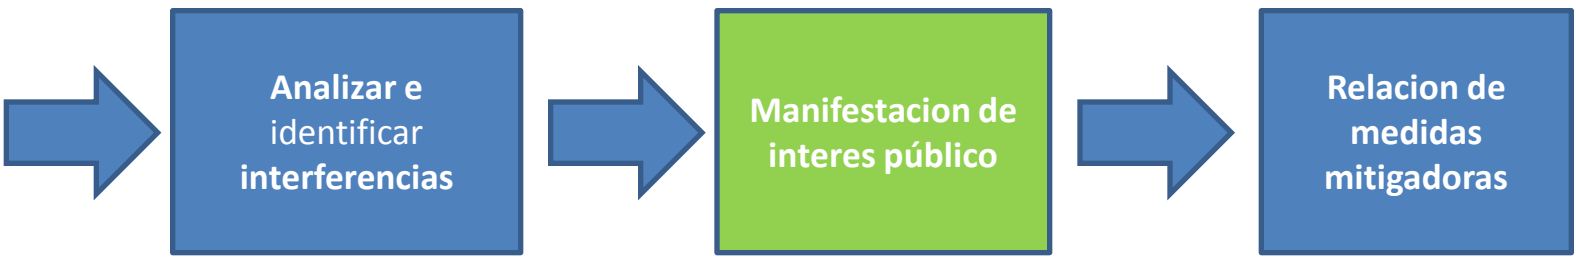 Analizar e
identificar
interferencias
Manifestacion de
interes público
Relacion de
medidas
mitigadoras